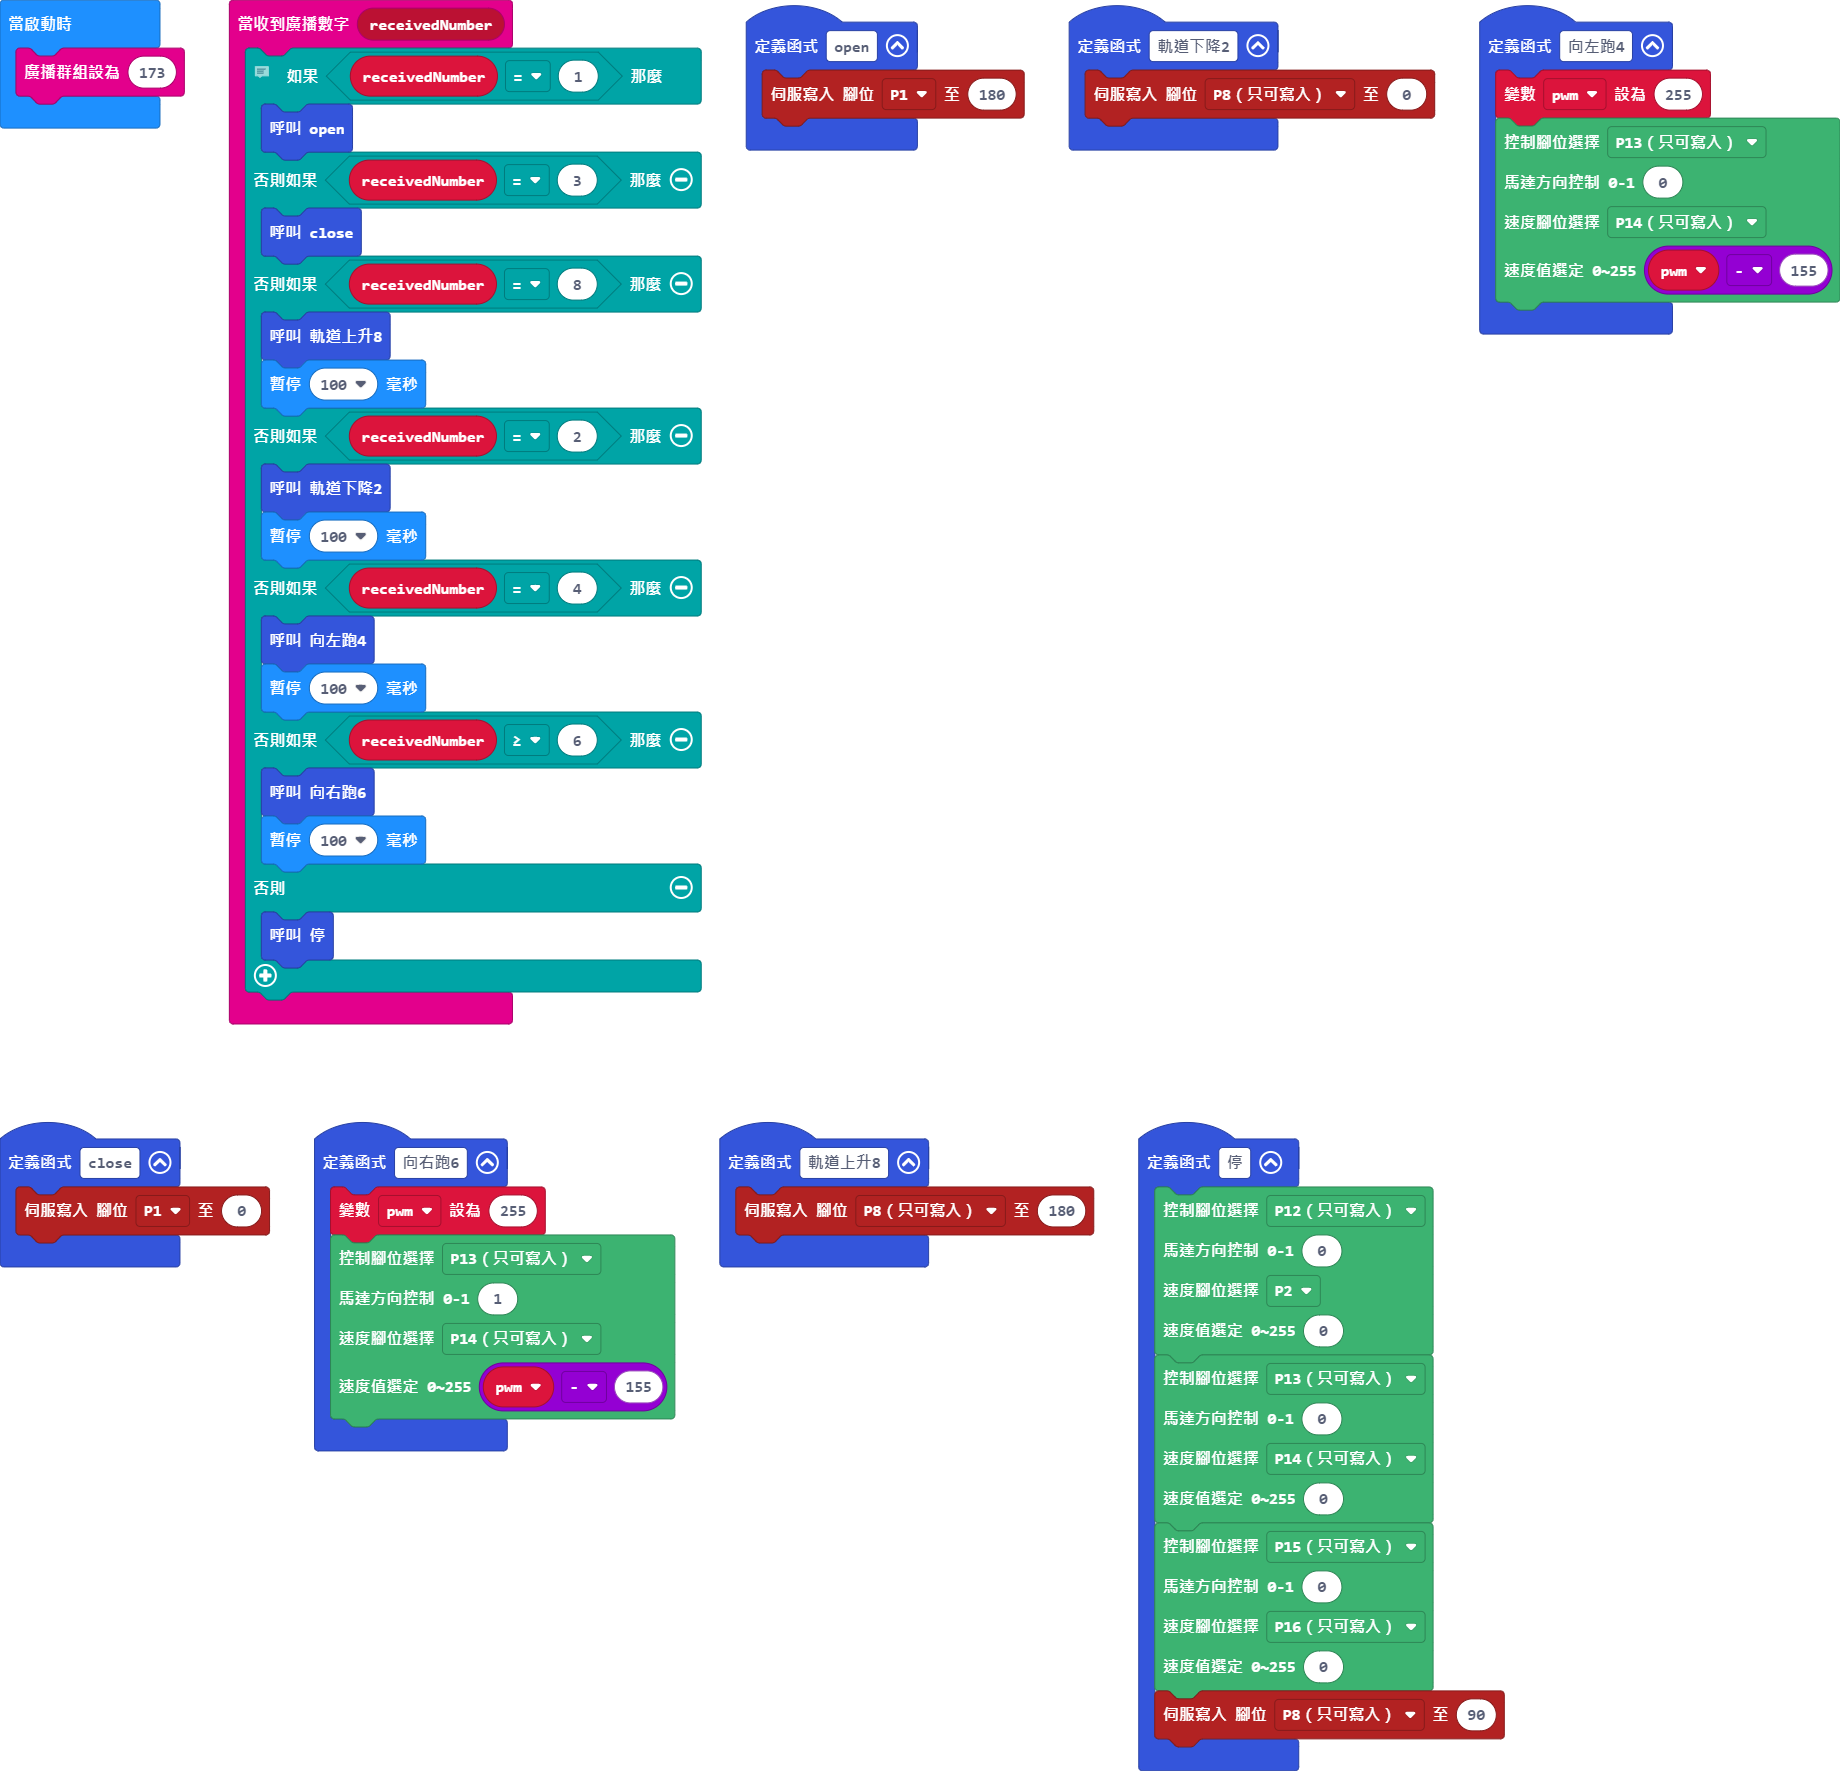 當啟動時
廣播群組設為 173
當收到廣播數字 receivedNumber
如果 receivedNumber = 1 那麼
呼叫 open
否則如果 receivedNumber = 3 那麼
呼叫 close
否則如果 receivedNumber = 8 那麼
呼叫 軌道上升8
暫停 100 毫秒
否則如果 receivedNumber = 2 那麼
呼叫 軌道下降2
暫停 100 毫秒
否則如果 receivedNumber = 4 那麼
呼叫 向左跑4
暫停 100 毫秒
否則如果 receivedNumber ≥ 6 那麼
呼叫 向右跑6
暫停 100 毫秒
否則
呼叫 停
定義函式 open
伺服寫入 腳位 P1 至 180
定義函式 軌道下降2
伺服寫入 腳位 P8(只可寫入) 至 0
定義函式 向左跑4
變數 pwm 設為 255
控制腳位選擇 P13(只可寫入)
馬達方向控制 0-1 0
速度腳位選擇 P14(只可寫入)
速度值選定 0~255 pwm - 155
定義函式 close
伺服寫入 腳位 P1 至 0
定義函式 向右跑6
變數 pwm 設為 255
控制腳位選擇 P13(只可寫入)
馬達方向控制 0-1 1
速度腳位選擇 P14(只可寫入)
速度值選定 0~255 pwm - 155
定義函式 軌道上升8
伺服寫入 腳位 P8(只可寫入) 至 180
定義函式 停
控制腳位選擇 P12(只可寫入)
馬達方向控制 0-1 0
速度腳位選擇 P2
速度值選定 0~255 0
控制腳位選擇 P13(只可寫入)
馬達方向控制 0-1 0
速度腳位選擇 P14(只可寫入)
速度值選定 0~255 0
控制腳位選擇 P15(只可寫入)
馬達方向控制 0-1 0
速度腳位選擇 P16(只可寫入)
速度值選定 0~255 0
伺服寫入 腳位 P8(只可寫入) 至 90